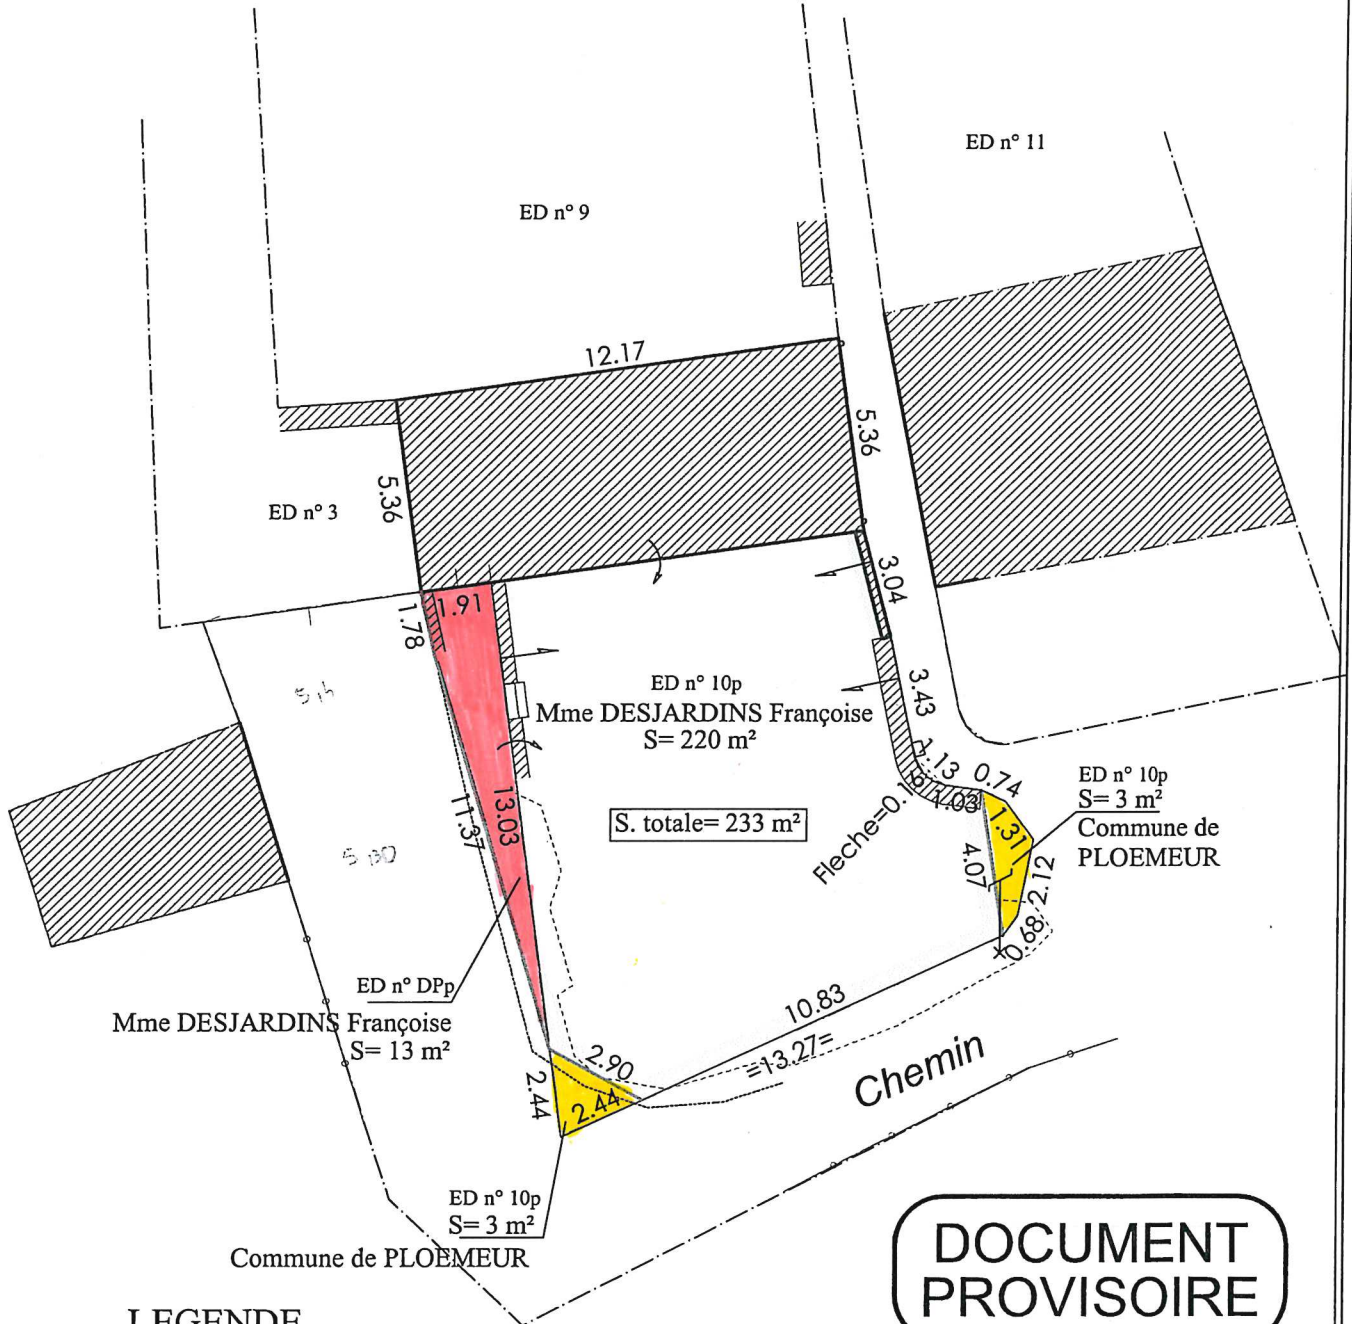 ED n° 11
ED n° 9
12.17
5.36
5.36
ED n° 3
3.04
1.91
1.78
ED n° 10p
Mme DESJARDINS Françoise
S= 220 m²
3.43
1.13
0.74
ED n° 10p
S= 3 m²
Commune de
PLOEMEUR
1.03
1.31
13.03
11.37
S. totale= 233 m²
Fleche=0.16
4.07
2.12
0.68
ED n° DPp
Mme DESJARDINS Françoise
S= 13 m²
10.83
=13.27=
Chemin
2.90
2.44
2.44
ED n° 10p
S= 3 m²
Commune de PLOEMEUR
DOCUMENT
PROVISOIRE
LEGENDE